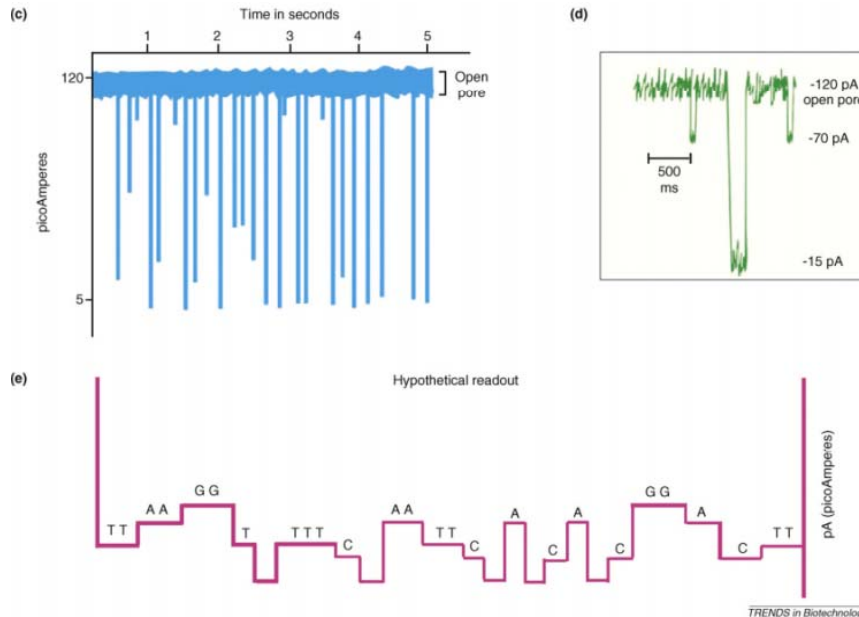 (c)
Time in seconds
1 2 3 4 5
120
Open
pore
picoAmperes
5
(d)
-120 pA
open pore
-70 pA
500
ms
-15 pA
(e)
Hypothetical readout
T T A A G G T T T T C A A T T C A C A C G G A C T T
pA (picoAmperes)
TRENDS in Biotechnolo